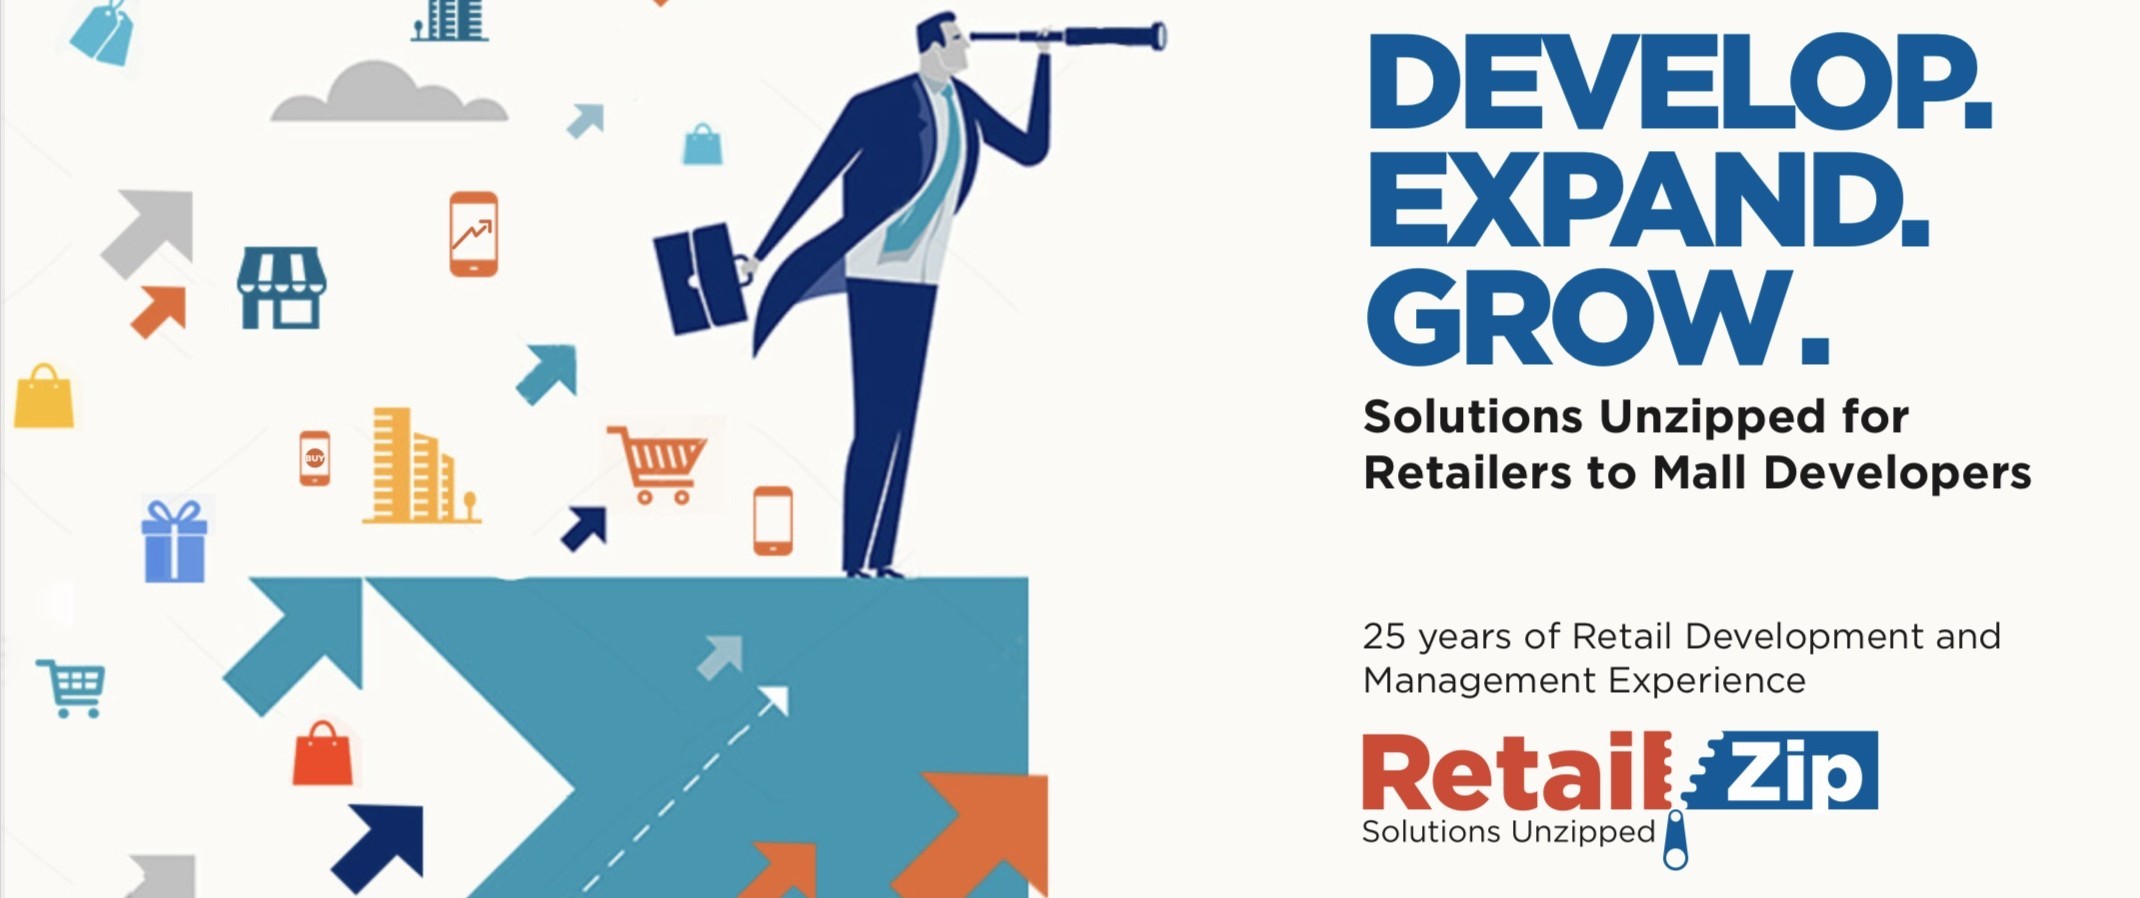 DEVELOP.
EXPAND.
GROW.
Solutions Unzipped for
Retailers to Mall Developers
25 years of Retail Development and
Management Experience
Retail Zip
Solutions Unzipped
BUY